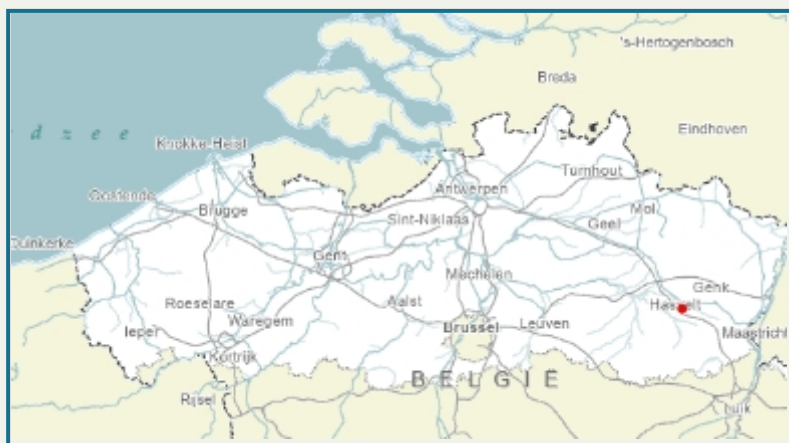 's-Hertogenbosch
Breda
d z e e
Eindhoven
Knokke-Heist
Turnhout
Oostende
Antwerpen
Brugge
Mol
Sint-Niklaas
Geel
Duinkerke
Gent
Mechelen
Genk
Roeselare
Aalst
Hasselt
Waregem
Ieper
Brussel
Leuven
Maastricht
Kortrijk
BELGIË
Rijsel
Luik